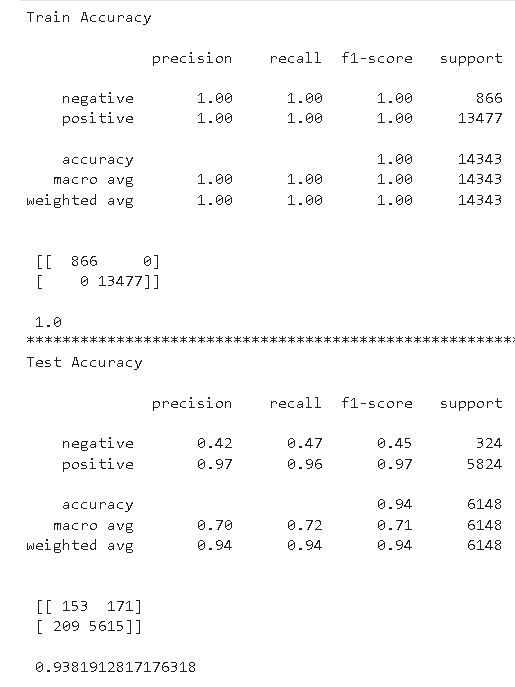 Train Accuracy
precision recall f1-score support
negative 1.00 1.00 1.00 866
positive 1.00 1.00 1.00 13477
accuracy 1.00 14343
macro avg 1.00 1.00 1.00 14343
weighted avg 1.00 1.00 1.00 14343
[[ 866 0]
[ 0 13477]]
1.0
************************************************************
Test Accuracy
precision recall f1-score support
negative 0.42 0.47 0.45 324
positive 0.97 0.96 0.97 5824
accuracy 0.94 6148
macro avg 0.70 0.72 0.71 6148
weighted avg 0.94 0.94 0.94 6148
[[ 153 171]
[ 209 5615]]
0.9381912817176318